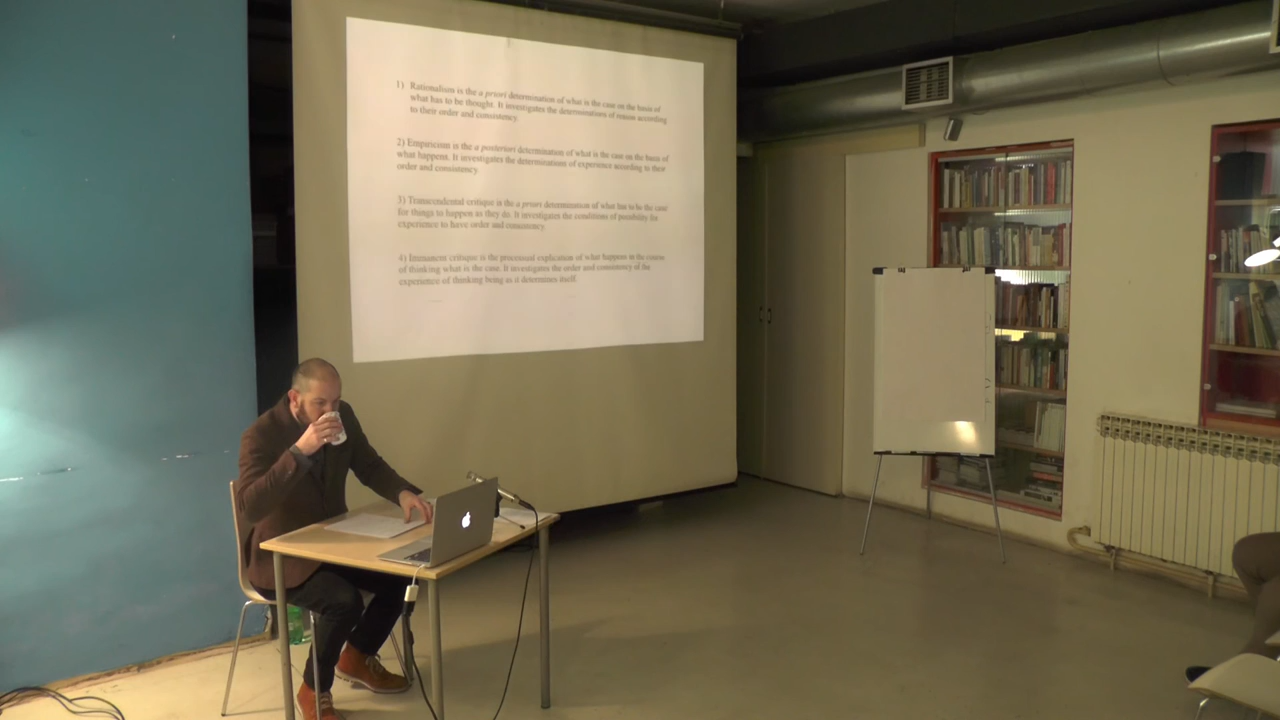 1) Rationalism is the a priori determination of what is the case on the basis of
what has to be thought. It investigates the determinations of reason according
to their order and consistency.
2) Empiricism is the a posteriori determination of what is the case on the basis of
what happens. It investigates the determinations of experience according to their
order and consistency.
3) Transcendental critique is the a priori determination of what has to be the case
for things to happen as they do. It investigates the conditions of possibility for
experience to have order and consistency.
4) Immanent critique is the processual explication of what happens in the course
of thinking what is the case. It investigates the order and consistency of the
experience of thinking being as it determines itself.